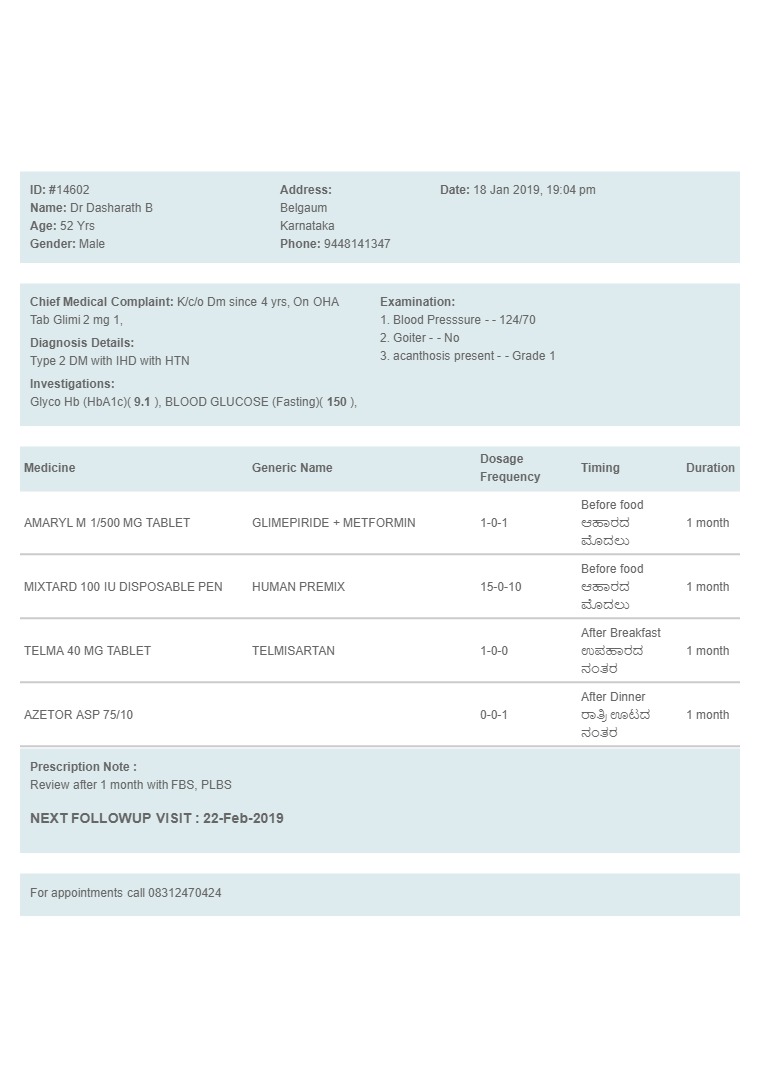 ID: #14602
Name: Dr Dasharath B
Age: 52 Yrs
Gender: Male
Address:
Belgaum
Karnataka
Phone: 9448141347
Date: 18 Jan 2019, 19:04 pm
Chief Medical Complaint: K/c/o Dm since 4 yrs, On OHA
Tab Glimi 2 mg 1,
Diagnosis Details:
Type 2 DM with IHD with HTN
Investigations:
Glyco Hb (HbA1c)( 9.1 ), BLOOD GLUCOSE (Fasting)( 150 ),
Examination:
1. Blood Presssure - - 124/70
2. Goiter - - No
3. acanthosis present - - Grade 1
Medicine Generic Name Dosage Frequency Timing Duration
AMARYL M 1/500 MG TABLET GLIMEPIRIDE + METFORMIN 1-0-1 Before food ಆಹಾರದ ಮೊದಲು 1 month
MIXTARD 100 IU DISPOSABLE PEN HUMAN PREMIX 15-0-10 Before food ಆಹಾರದ ಮೊದಲು 1 month
TELMA 40 MG TABLET TELMISARTAN 1-0-0 After Breakfast ಉಪಹಾರದ ನಂತರ 1 month
AZETOR ASP 75/10 0-0-1 After Dinner ರಾತ್ರಿ ಊಟದ ನಂತರ 1 month
Prescription Note :
Review after 1 month with FBS, PLBS
NEXT FOLLOWUP VISIT : 22-Feb-2019
For appointments call 08312470424